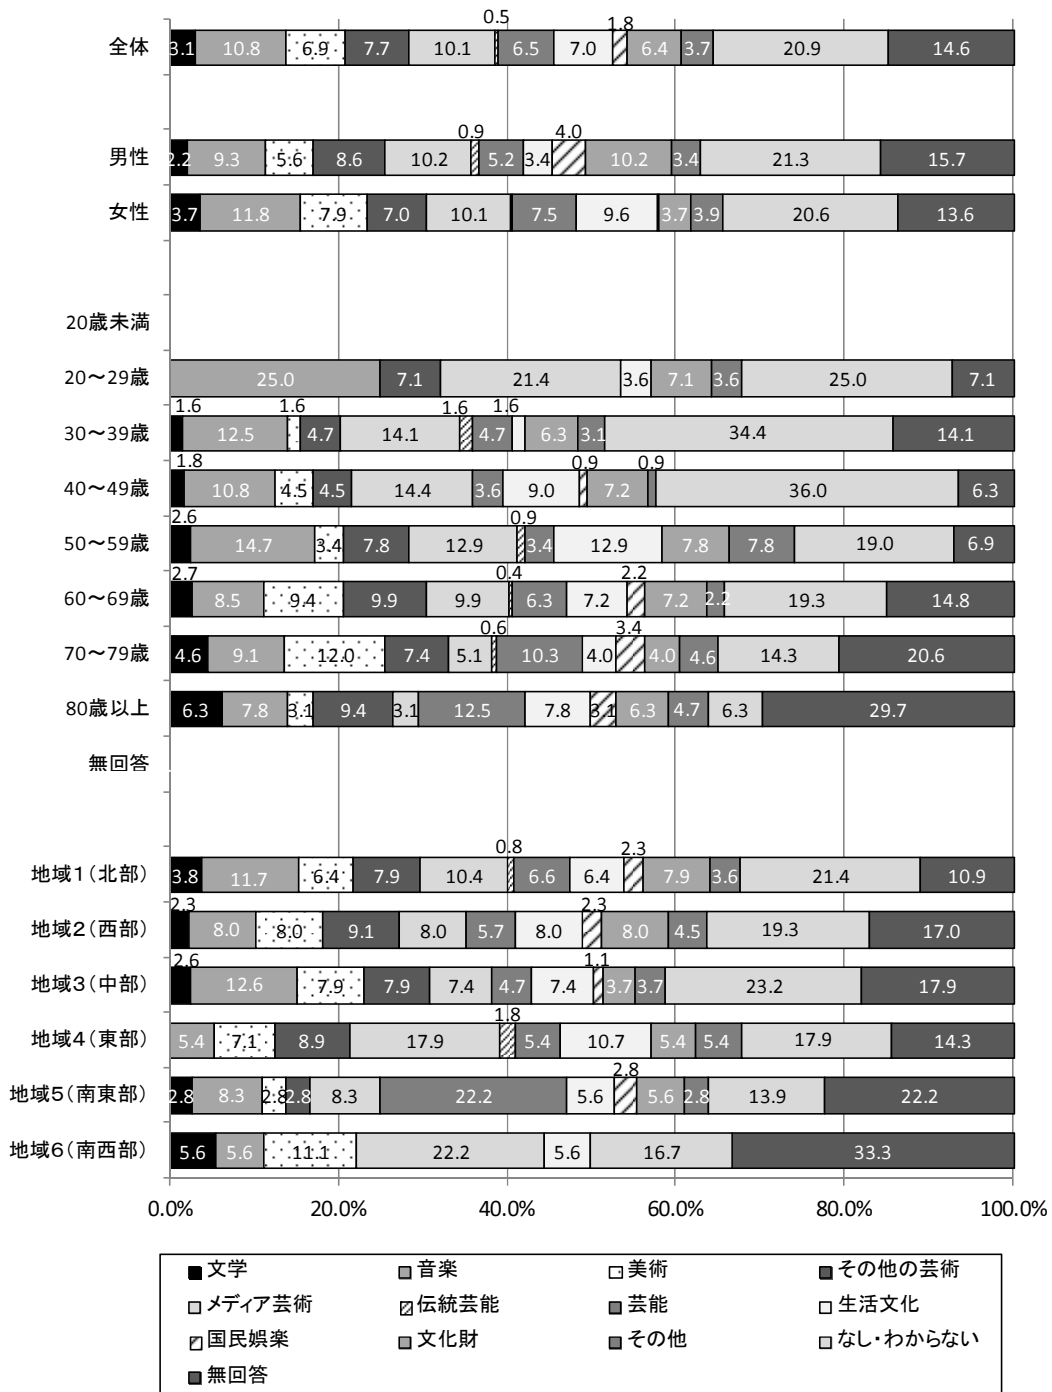 0.5 1.8
全体 3.1 10.8 6.9 7.7 10.1 6.5 7.0 6.4 3.7 20.9 14.6
0.9 4.0
男性 2.2 9.3 5.6 8.6 10.2 5.2 3.4 10.2 3.4 21.3 15.7
女性 3.7 11.8 7.9 7.0 10.1 7.5 9.6 3.7 3.9 20.6 13.6
20歳未満
20～29歳 25.0 7.1 21.4 3.6 7.1 3.6 25.0 7.1
1.6 1.6 1.6 1.6
30～39歳 12.5 4.7 14.1 4.7 6.3 3.1 34.4 14.1
1.8 0.9 0.9
40～49歳 10.8 4.5 4.5 14.4 3.6 9.0 7.2 36.0 6.3
2.6 0.9
50～59歳 14.7 3.4 7.8 12.9 3.4 12.9 7.8 7.8 19.0 6.9
2.7 0.4 2.2
60～69歳 8.5 9.4 9.9 9.9 6.3 7.2 7.2 2.2 19.3 14.8
0.6 3.4
70～79歳 4.6 9.1 12.0 7.4 5.1 10.3 4.0 4.0 4.6 14.3 20.6
80歳以上 6.3 7.8 3.1 9.4 3.1 12.5 7.8 3.1 6.3 4.7 6.3 29.7
無回答
0.8 2.3
地域1（北部） 3.8 11.7 6.4 7.9 10.4 6.6 6.4 7.9 3.6 21.4 10.9
2.3 2.3
地域2（西部） 8.0 8.0 9.1 8.0 5.7 8.0 8.0 4.5 19.3 17.0
2.6 1.1
地域3（中部） 12.6 7.9 7.9 7.4 4.7 7.4 3.7 3.7 23.2 17.9
1.8
地域4（東部） 5.4 7.1 8.9 17.9 5.4 10.7 5.4 5.4 17.9 14.3
2.8
地域5（南東部） 2.8 8.3 2.8 2.8 8.3 22.2 5.6 5.6 2.8 13.9 22.2
地域6（南西部） 5.6 5.6 11.1 22.2 5.6 16.7 33.3
0.0% 20.0% 40.0% 60.0% 80.0% 100.0%
文学 音楽 美術 その他の芸術
メディア芸術 伝統芸能 芸能 生活文化
国民娯楽 文化財 その他 なし・わからない
無回答